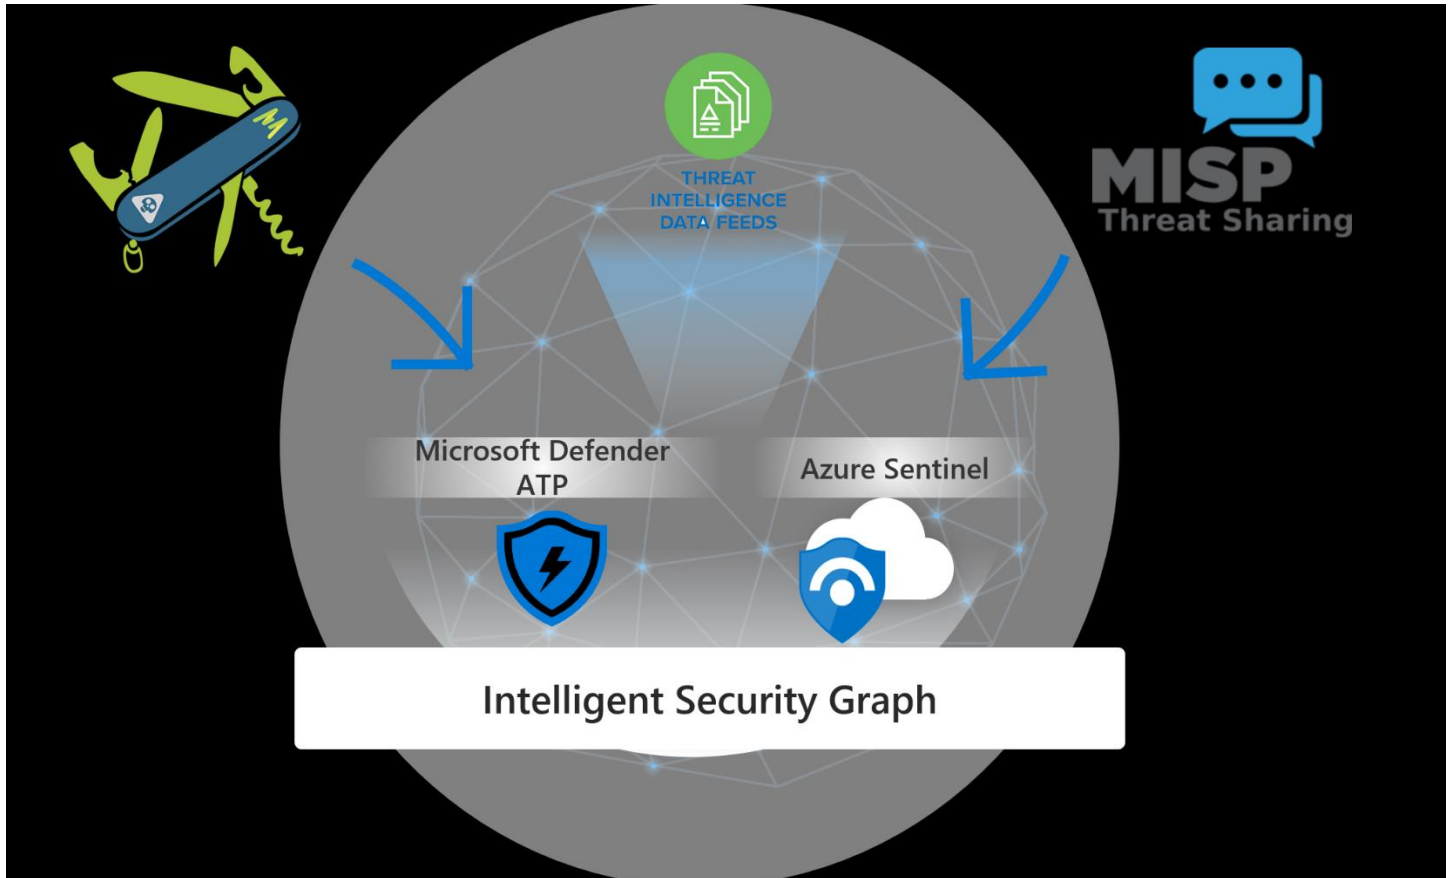 THREAT
INTELLIGENCE
DATA FEEDS
MISP
Threat Sharing
Microsoft Defender
ATP
Azure Sentinel
Intelligent Security Graph